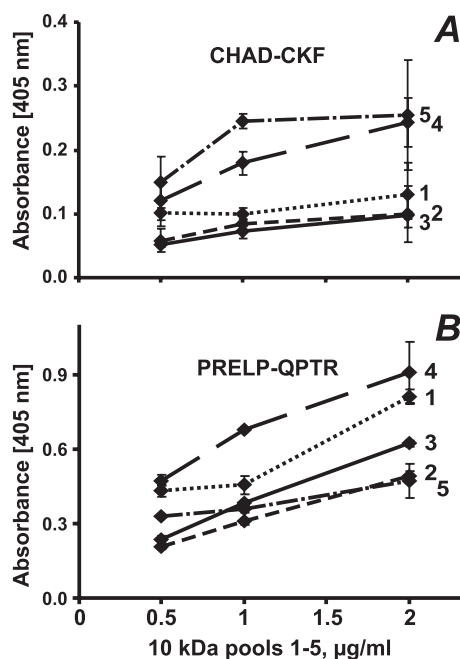 A
CHAD-CKF
Absorbance [405 nm]
0.4
0.3
0.2
0.1
0.0
5
4
1
2
3
B
PRELP-QPTR
Absorbance [405 nm]
0.9
0.6
0.3
0.0
4
1
3
2
5
0 0.5 1 1.5 2
10 kDa pools 1-5, µg/ml